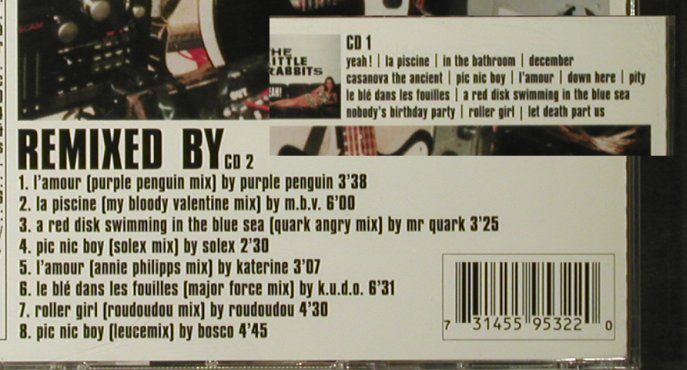 THE
LITTLE
RABBITS
YEAH!
CD 1
yeah! | la piscine | in the bathroom | december
casanova the ancient | pic nic boy | l'amour | down here | pity
le blé dans les fouilles | a red disk swimming in the blue sea
nobody's birthday party | roller girl | let death part us
REMIXED BY CD 2
1. l'amour (purple penguin mix) by purple penguin 3'38
2. la piscine (my bloody valentine mix) by m.b.v. 6'00
3. a red disk swimming in the blue sea (quark angry mix) by mr quark 3'25
4. pic nic boy (solex mix) by solex 2'30
5. l'amour (annie philipps mix) by katerine 3'07
6. le blé dans les fouilles (major force mix) by k.u.d.o. 6'31
7. roller girl (roudoudou mix) by roudoudou 4'30
8. pic nic boy (leucemix) by bosco 4'45
7 31455 95322 0